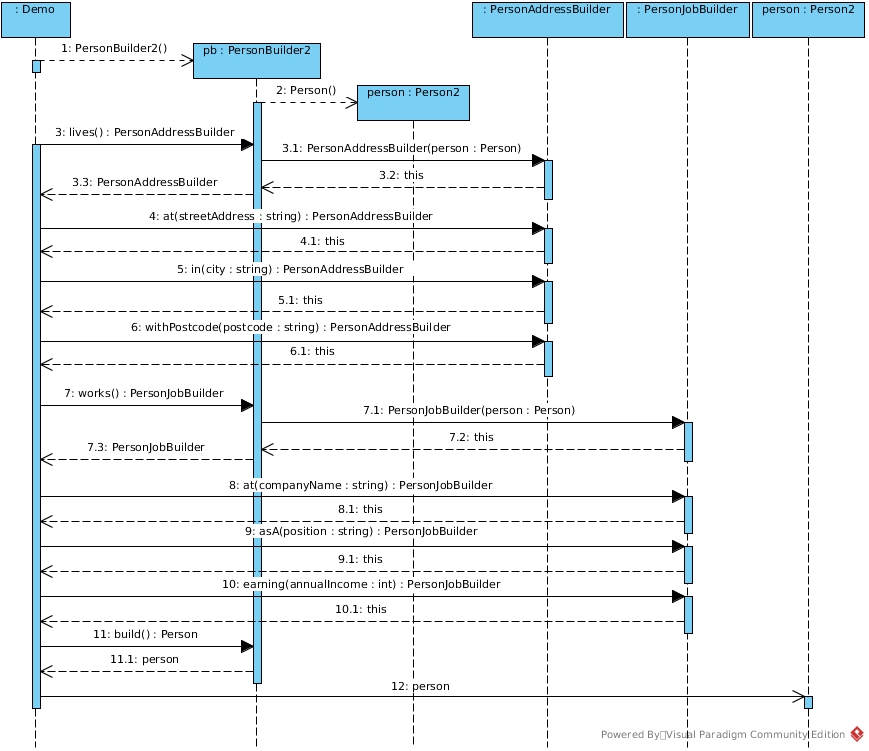 : Demo
: PersonAddressBuilder
: PersonJobBuilder
person : Person2
1: PersonBuilder2()
pb : PersonBuilder2
2: Person()
person : Person2
3: lives() : PersonAddressBuilder
3.1: PersonAddressBuilder(person : Person)
3.2: this
3.3: PersonAddressBuilder
4: at(streetAddress : string) : PersonAddressBuilder
4.1: this
5: in(city : string) : PersonAddressBuilder
5.1: this
6: withPostcode(postcode : string) : PersonAddressBuilder
6.1: this
7: works() : PersonJobBuilder
7.1: PersonJobBuilder(person : Person)
7.2: this
7.3: PersonJobBuilder
8: at(companyName : string) : PersonJobBuilder
8.1: this
9: asA(position : string) : PersonJobBuilder
9.1: this
10: earning(annualIncome : int) : PersonJobBuilder
10.1: this
11: build() : Person
11.1: person
12: person
Powered By Visual Paradigm Community Edition